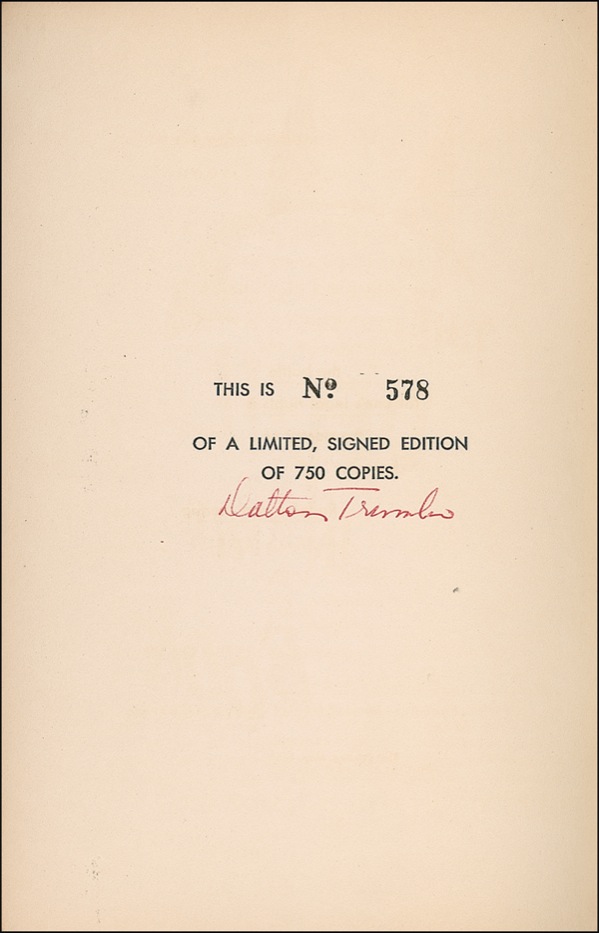 THIS IS Nº 578
OF A LIMITED, SIGNED EDITION
OF 750 COPIES.
Dalton Trumbo